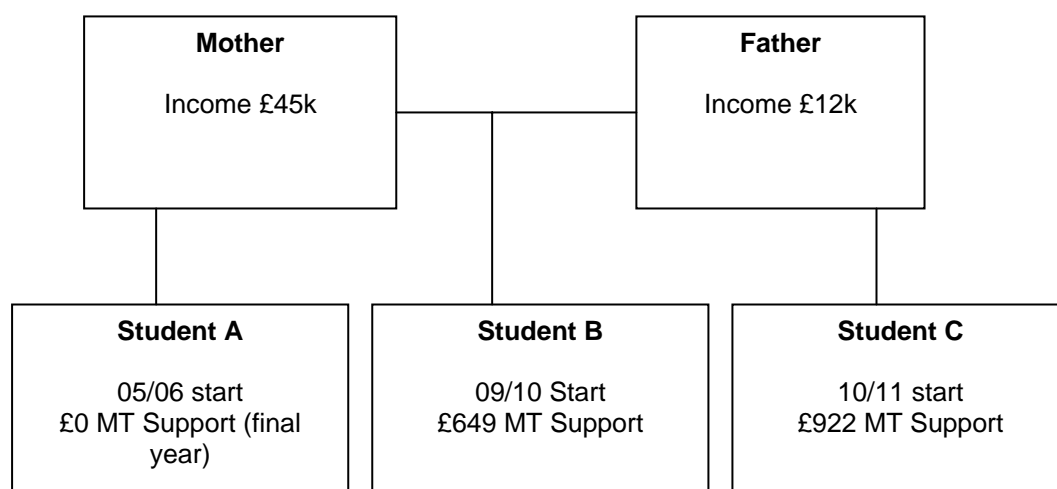 Mother
Income £45k
Father
Income £12k
Student A
05/06 start
£0 MT Support (final
year)
Student B
09/10 Start
£649 MT Support
Student C
10/11 start
£922 MT Support